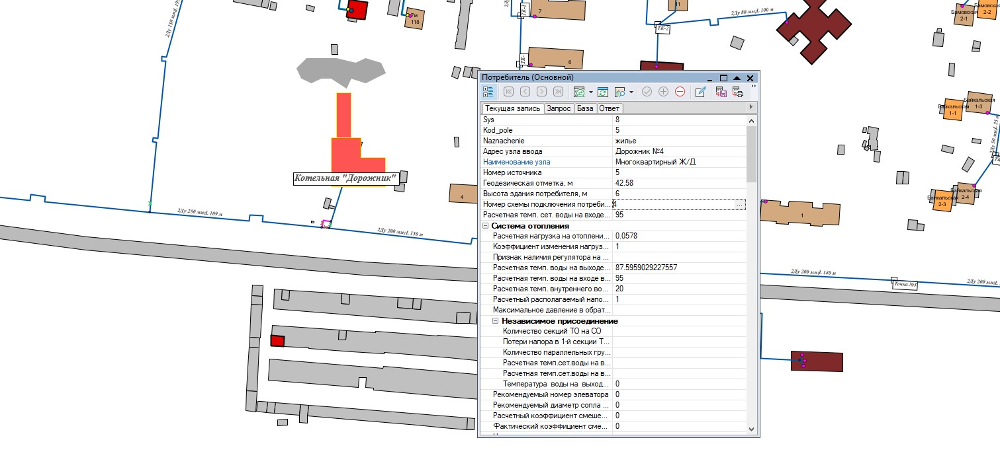 2Ду 150 мм;L 19
7м
118
ТК-1
7
11
ТК-2
2Ду 80 мм;L 100 м
Бамовская
2-1
Бамовская
2-2
ТК-
6
Потребитель (Основной)
Текущая запись
Запрос
База
Ответ
Sys 8
Kod_pole 5
Naznachenie жилье
Адрес узла ввода Дорожник №4
Наименование узла Многоквартирный Ж/Д
Номер источника 5
Геодезическая отметка, м 42.58
Высота здания потребителя, м 6
Номер схемы подключения потреби... 4 ...
Расчетная темп. сет. воды на входе... 95
Система отопления
Расчетная нагрузка на отоплени... 0.0578
Коэффициент изменения нагруз... 1
Признак наличия регулятора на ...
Расчетная темп. воды на выходе... 87.5959029227557
Расчетная темп. воды на входе в... 95
Расчетная темп. внутреннего во... 20
Расчетный располагаемый напо... 1
Максимальное давление в обрат...
Независимое присоединение
Количество секций ТО на СО
Потери напора в 1-й секции Т...
Количество параллельных гру...
Расчетная темп.сет.воды на в...
Расчетная темп.сет.воды на в...
Температура воды на выход... 0
Рекомендуемый номер элеватора 0
Рекомендуемый диаметр сопла ... 0
Расчетный коэффициент смеше... 0
Фактический коэффициент сме... 0
Котельная "Дорожник"
4
2Ду 250 мм;L 109 м
2Ду 200 мм;L 150 м
Байкальская
1-1
Байкальская
1-3
2Ду 50 мм;L 25 м
Байкальская
2-3
Байкальская
2-4
1
2Ду 200 мм;L 140 м
Точка №3
2Ду 200 мм;L